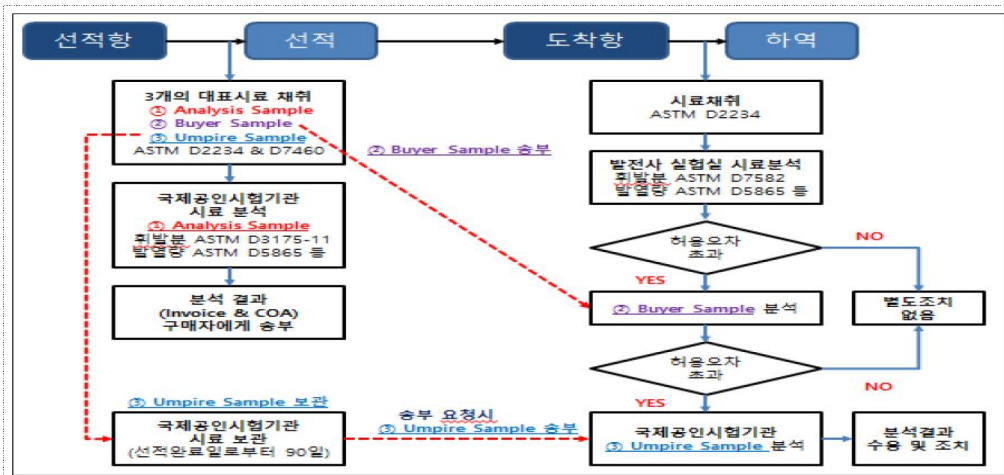 선적항
선적
도착항
하역
3개의 대표시료 채취
① Analysis Sample
② Buyer Sample
③ Umpire Sample
ASTM D2234 & D7460
② Buyer Sample 송부
국제공인시험기관
시료 분석
① Analysis Sample
휘발분 ASTM D3175-11
발열량 ASTM D5865 등
분석 결과
(Invoice & COA)
구매자에게 송부
③ Umpire Sample 보관
국제공인시험기관
시료 보관
(선적완료일로부터 90일)
송부 요청시
③ Umpire Sample 송부
시료채취
ASTM D2234
발전사 실험실 시료분석
휘발분 ASTM D7582
발열량 ASTM D5865 등
허용오차
초과
NO
YES
② Buyer Sample 분석
별도조치
없음
허용오차
초과
NO
YES
국제공인시험기관
③ Umpire Sample 분석
분석결과
수용 및 조치